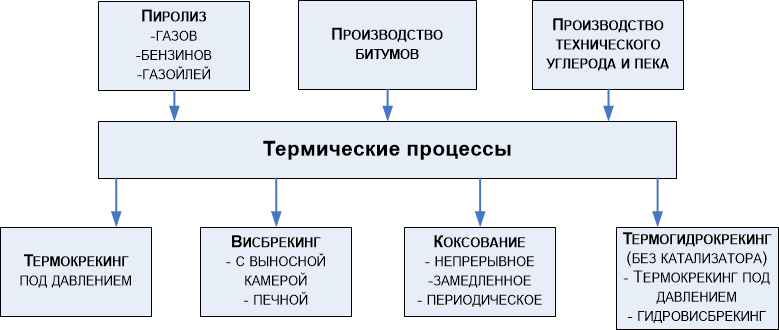 Пиролиз
-газов
-бензинов
-газойлей
Производство
битумов
Производство
технического
углерода и пека
Термические процессы
Термокрекинг
под давлением
Висбрекинг
- с выносной
камерой
- печной
Коксование
- непрерывное
-замедленное
- периодическое
Термогидрокрекинг
(без катализатора)
- Термокрекинг под
давлением
- гидровисбрекинг